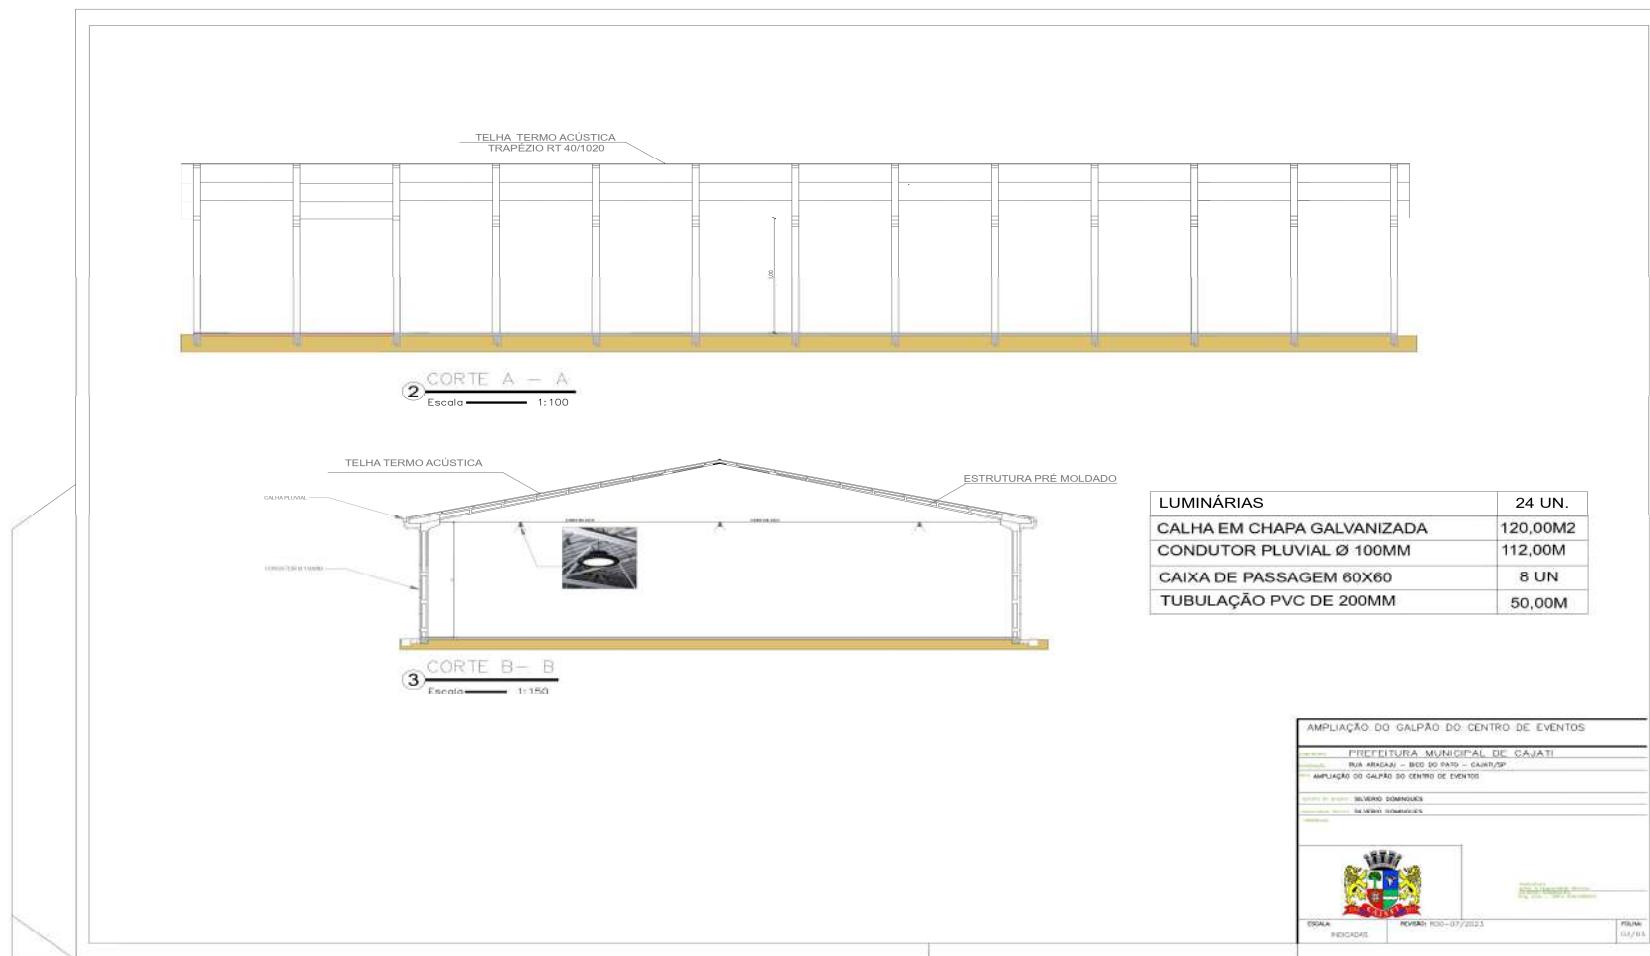 TELHA TERMO ACÚSTICA
TRAPÉZIO RT 40/1020
2 CORTE A - A
Escala 1:100
TELHA TERMO ACÚSTICA
ESTRUTURA PRÉ MOLDADO
CALHA PLUVIAL
3 CORTE B- B
Escala 1:150
LUMINÁRIAS 24 UN.
CALHA EM CHAPA GALVANIZADA 120,00M2
CONDUTOR PLUVIAL Ø 100MM 112,00M
CAIXA DE PASSAGEM 60X60 8 UN
TUBULAÇÃO PVC DE 200MM 50,00M
AMPLIAÇÃO DO GALPÃO DO CENTRO DE EVENTOS
PREFEITURA MUNICIPAL DE CAJATI
RUA ARACAJU - BICO DO PATO - CAJATI/SP
AMPLIAÇÃO DO GALPÃO DO CENTRO DE EVENTOS
SILVERIO DOMINGUES
SILVERIO DOMINGUES
CAJATI
ESCALA: REVISÃO: R00-07/2023 FOLHA:
INDICADAS